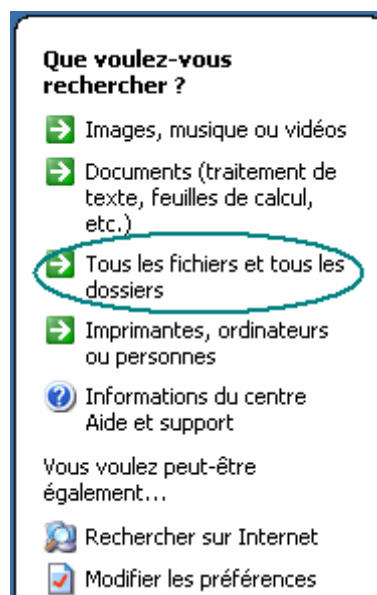 Que voulez-vous
rechercher ?
Images, musique ou vidéos
Documents (traitement de
texte, feuilles de calcul,
etc.)
Tous les fichiers et tous les
dossiers
Imprimantes, ordinateurs
ou personnes
Informations du centre
Aide et support
Vous voulez peut-être
également...
Rechercher sur Internet
Modifier les préférences